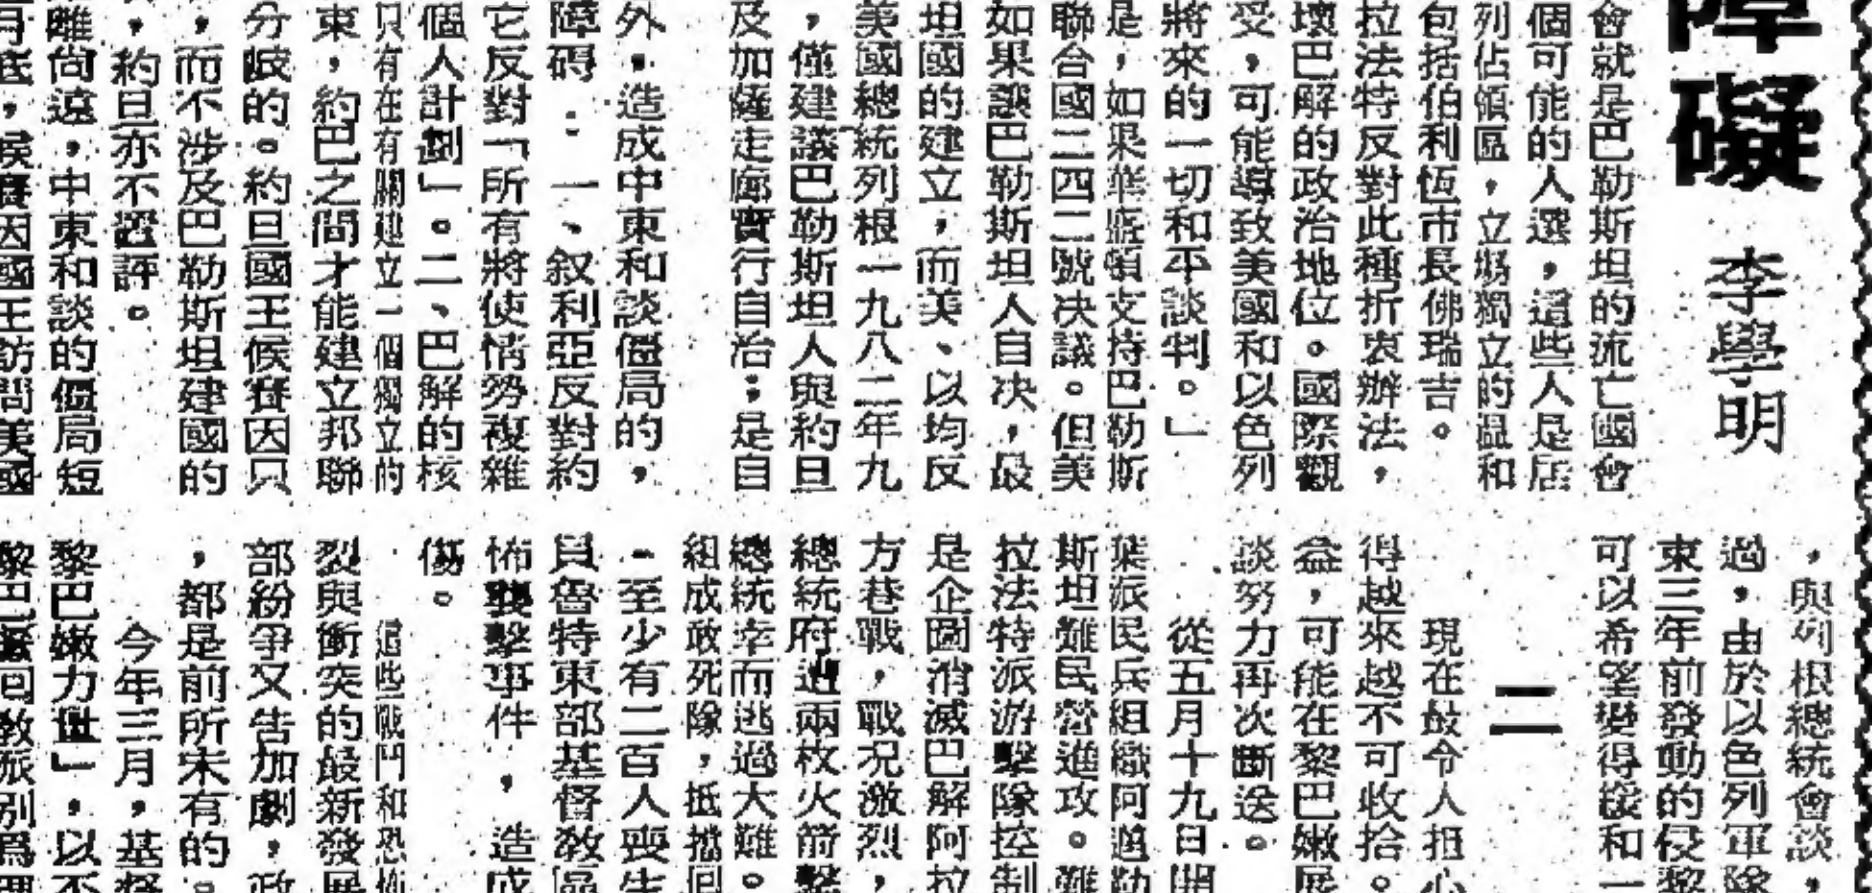 障礙
李學明
會就是巴勒斯坦的流亡國會
個可能的人選，這些人是居
列佔領區，立場獨立的溫和
包括伯利恆市長佛瑞吉。
拉法特反對此種折衷辦法，
壞巴解的政治地位。國際觀
受，可能導致美國和以色列
將來的一切和平談判。」
是，如果華盛頓支持巴勒斯
聯合國二四二號決議。但美
如果讓巴勒斯坦人自決，最
坦國的建立，而美、以均反
美國總統列根一九八二年九
，僅建議巴勒斯坦人與約旦
及加薩走廊實行自治；是自
外，造成中東和談僵局的，
障碍：一、叙利亞反對約
它反對「所有將使情勢複雜
個人計劃」。二、巴解的核
只有在有關建立一個獨立的
東，約巴之間才能建立邦聯
分歧的。約旦國王侯賽因只
，而不涉及巴勒斯坦建國的
，約旦亦不置評。
雖尚遠，中東和談的僵局短
月底，侯賽因國王訪問美國
，與列根總統會談，
過，由於以色列軍隊
東三年前發動的侵黎
可以希望變得緩和一
二
現在最令人担心
得越來越不可收拾。
益，可能在黎巴嫩展
談努力再次斷送。
從五月十九日開
葉派民兵組織阿邁勒
斯坦難民營進攻。難
拉法特派游擊隊控制
是企圖消滅巴解阿拉
方巷戰，戰況激烈，
總統府遭兩枚火箭擊
總統幸而逃過大難。
組成敢死隊，抵擋回
至少有二百人喪生
員魯特東部基督教區
怖襲擊事件，造成
傷。
這些戰鬥和恐怖
裂與衝突的最新發展
部紛爭又告加劇，政
，都是前所未有的。
今年三月，基督
黎巴嫩力量」，以不
黎巴嫩回教派別爲